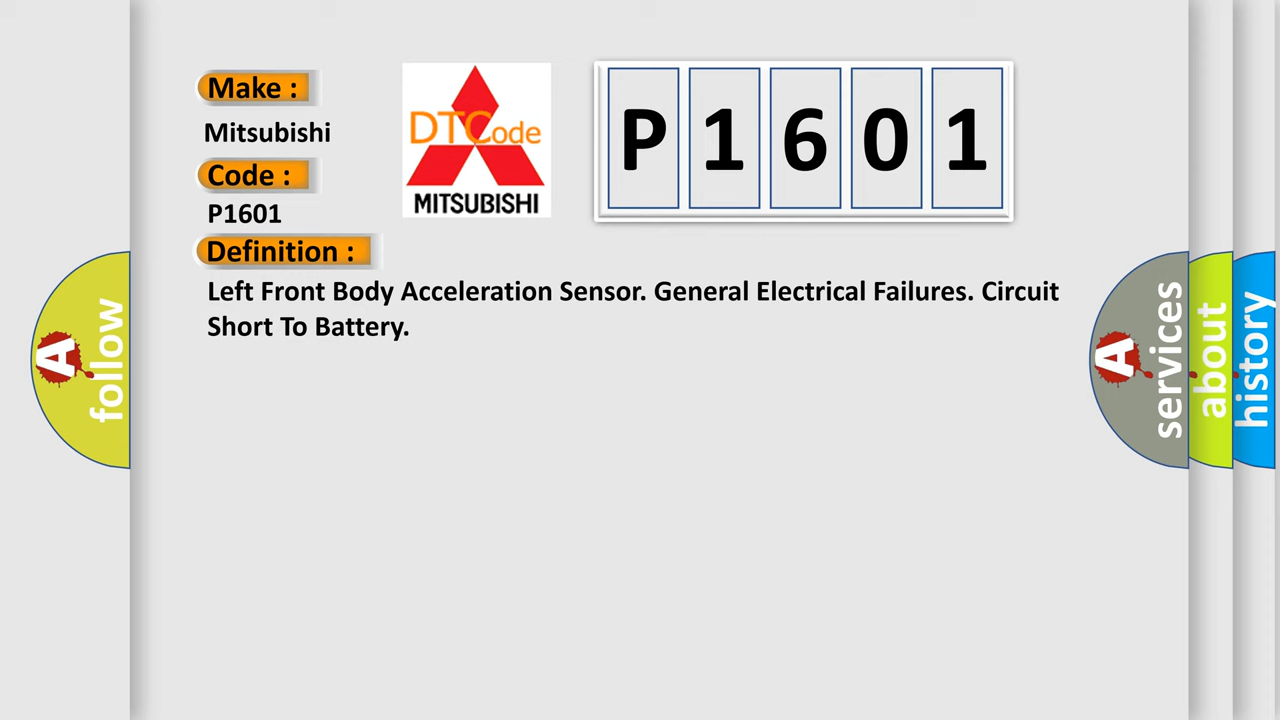 Make :
Mitsubishi
Code :
P1601
Definition :
Left Front Body Acceleration Sensor. General Electrical Failures. Circuit
Short To Battery.
DTCode
MITSUBISHI
P 1 6 0 1
A
follow
A
services
about
history